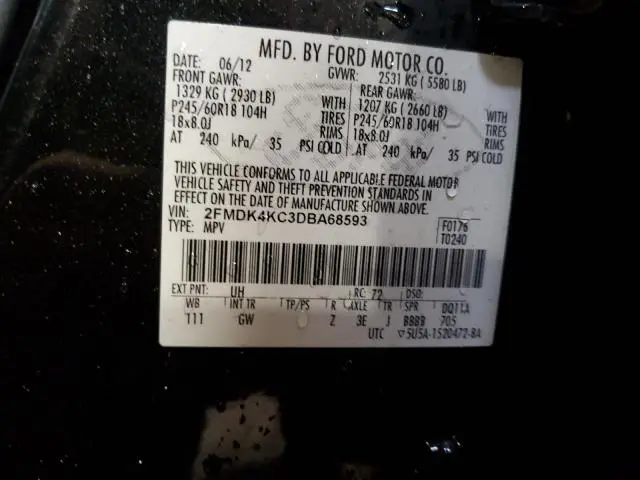 MFD. BY FORD MOTOR CO.
DATE: 06/12 GVWR: 2531 KG (5580 LB)
FRONT GAWR: REAR GAWR:
1329 KG (2930 LB) WITH 1207 KG (2660 LB) WITH
P245/60R18 104H TIRES P245/60R18 104H TIRES
18x8.0J RIMS 18x8.0J RIMS
AT 240 kPa/ 35 PSI COLD AT 240 kPa/ 35 PSI COLD
THIS VEHICLE CONFORMS TO ALL APPLICABLE FEDERAL MOTOR
VEHICLE SAFETY AND THEFT PREVENTION STANDARDS IN
EFFECT ON THE DATE OF MANUFACTURE SHOWN ABOVE.
VIN: 2FMDK4KC3DBA68593 F0176
TYPE: MPV T0240
EXT PNT: UH RC: 72 DSO:
WB INT TR TP/PS R AXLE TR SPR DQ11A
111 GW Z 3E J BBBB 705
UTC ▽5U5A-1520472-BA